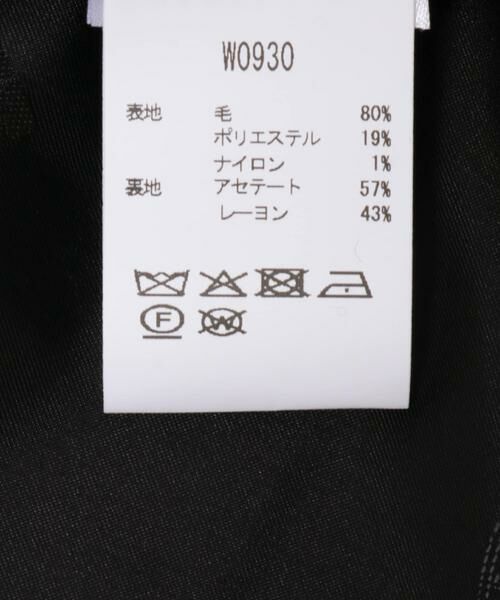 W0930
表地 毛 80%
ポリエステル 19%
ナイロン 1%
裏地 アセテート 57%
レーヨン 43%
F
W